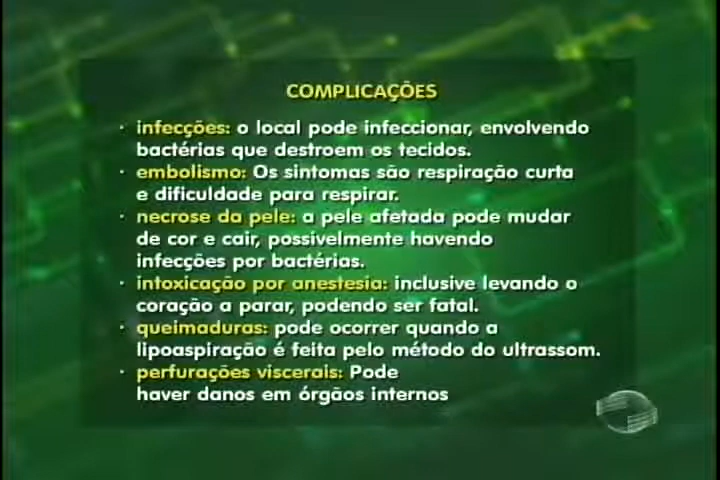 COMPLICAÇÕES
· infecções: o local pode infeccionar, envolvendo
bactérias que destroem os tecidos.
· embolismo: Os sintomas são respiração curta
e dificuldade para respirar.
· necrose da pele: a pele afetada pode mudar
de cor e cair, possivelmente havendo
infecções por bactérias.
· intoxicação por anestesia: inclusive levando o
coração a parar, podendo ser fatal.
· queimaduras: pode ocorrer quando a
lipoaspiração é feita pelo método do ultrassom.
· perfurações viscerais: Pode
haver danos em órgãos internos